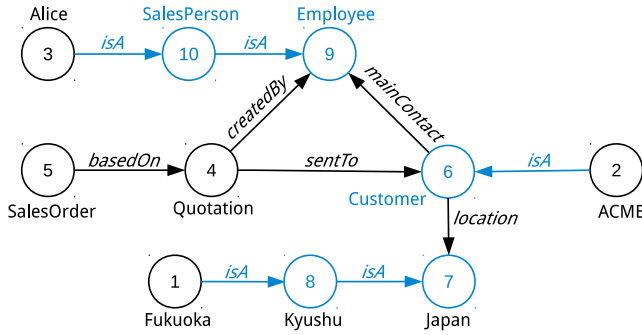 Alice SalesPerson Employee
3 isA 10 isA 9
createdBy mainContact
5 basedOn 4 sentTo 6 isA 2
SalesOrder Quotation Customer ACME
location
1 isA 8 isA 7
Fukuoka Kyushu Japan